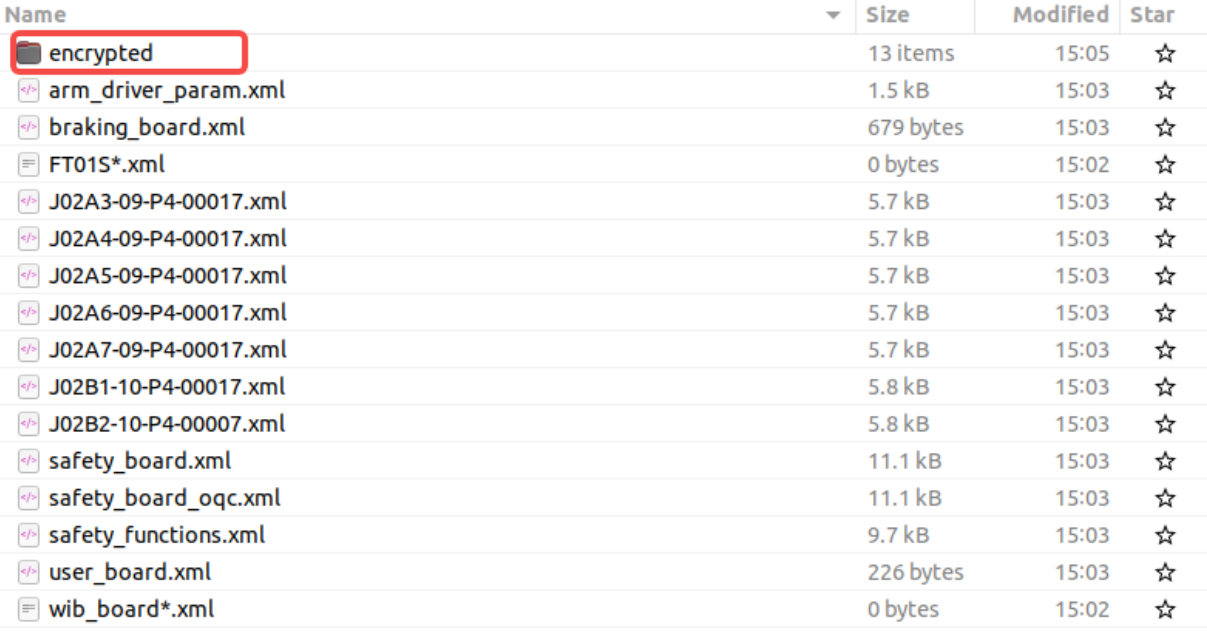 Name Size Modified Star
encrypted 13 items 15:05
arm_driver_param.xml 1.5 kB 15:03
braking_board.xml 679 bytes 15:03
FT01S*.xml 0 bytes 15:02
J02A3-09-P4-00017.xml 5.7 kB 15:03
J02A4-09-P4-00017.xml 5.7 kB 15:03
J02A5-09-P4-00017.xml 5.7 kB 15:03
J02A6-09-P4-00017.xml 5.7 kB 15:03
J02A7-09-P4-00017.xml 5.7 kB 15:03
J02B1-10-P4-00017.xml 5.8 kB 15:03
J02B2-10-P4-00007.xml 5.8 kB 15:03
safety_board.xml 11.1 kB 15:03
safety_board_oqc.xml 11.1 kB 15:03
safety_functions.xml 9.7 kB 15:03
user_board.xml 226 bytes 15:03
wib_board*.xml 0 bytes 15:02